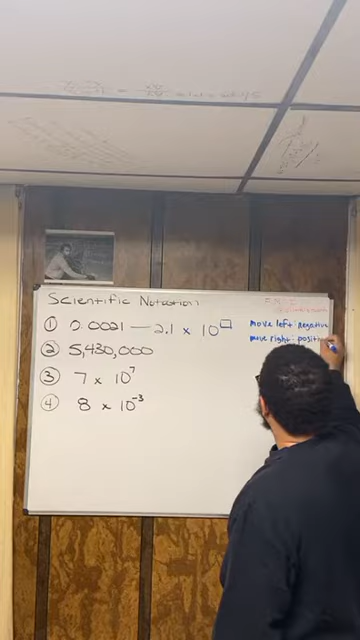 Scientific Notation:
① 0.0021 — 2.1 x 10^□
move left: negative
move right: positi
② 5,430,000
③ 7 x 10⁷
④ 8 x 10⁻³